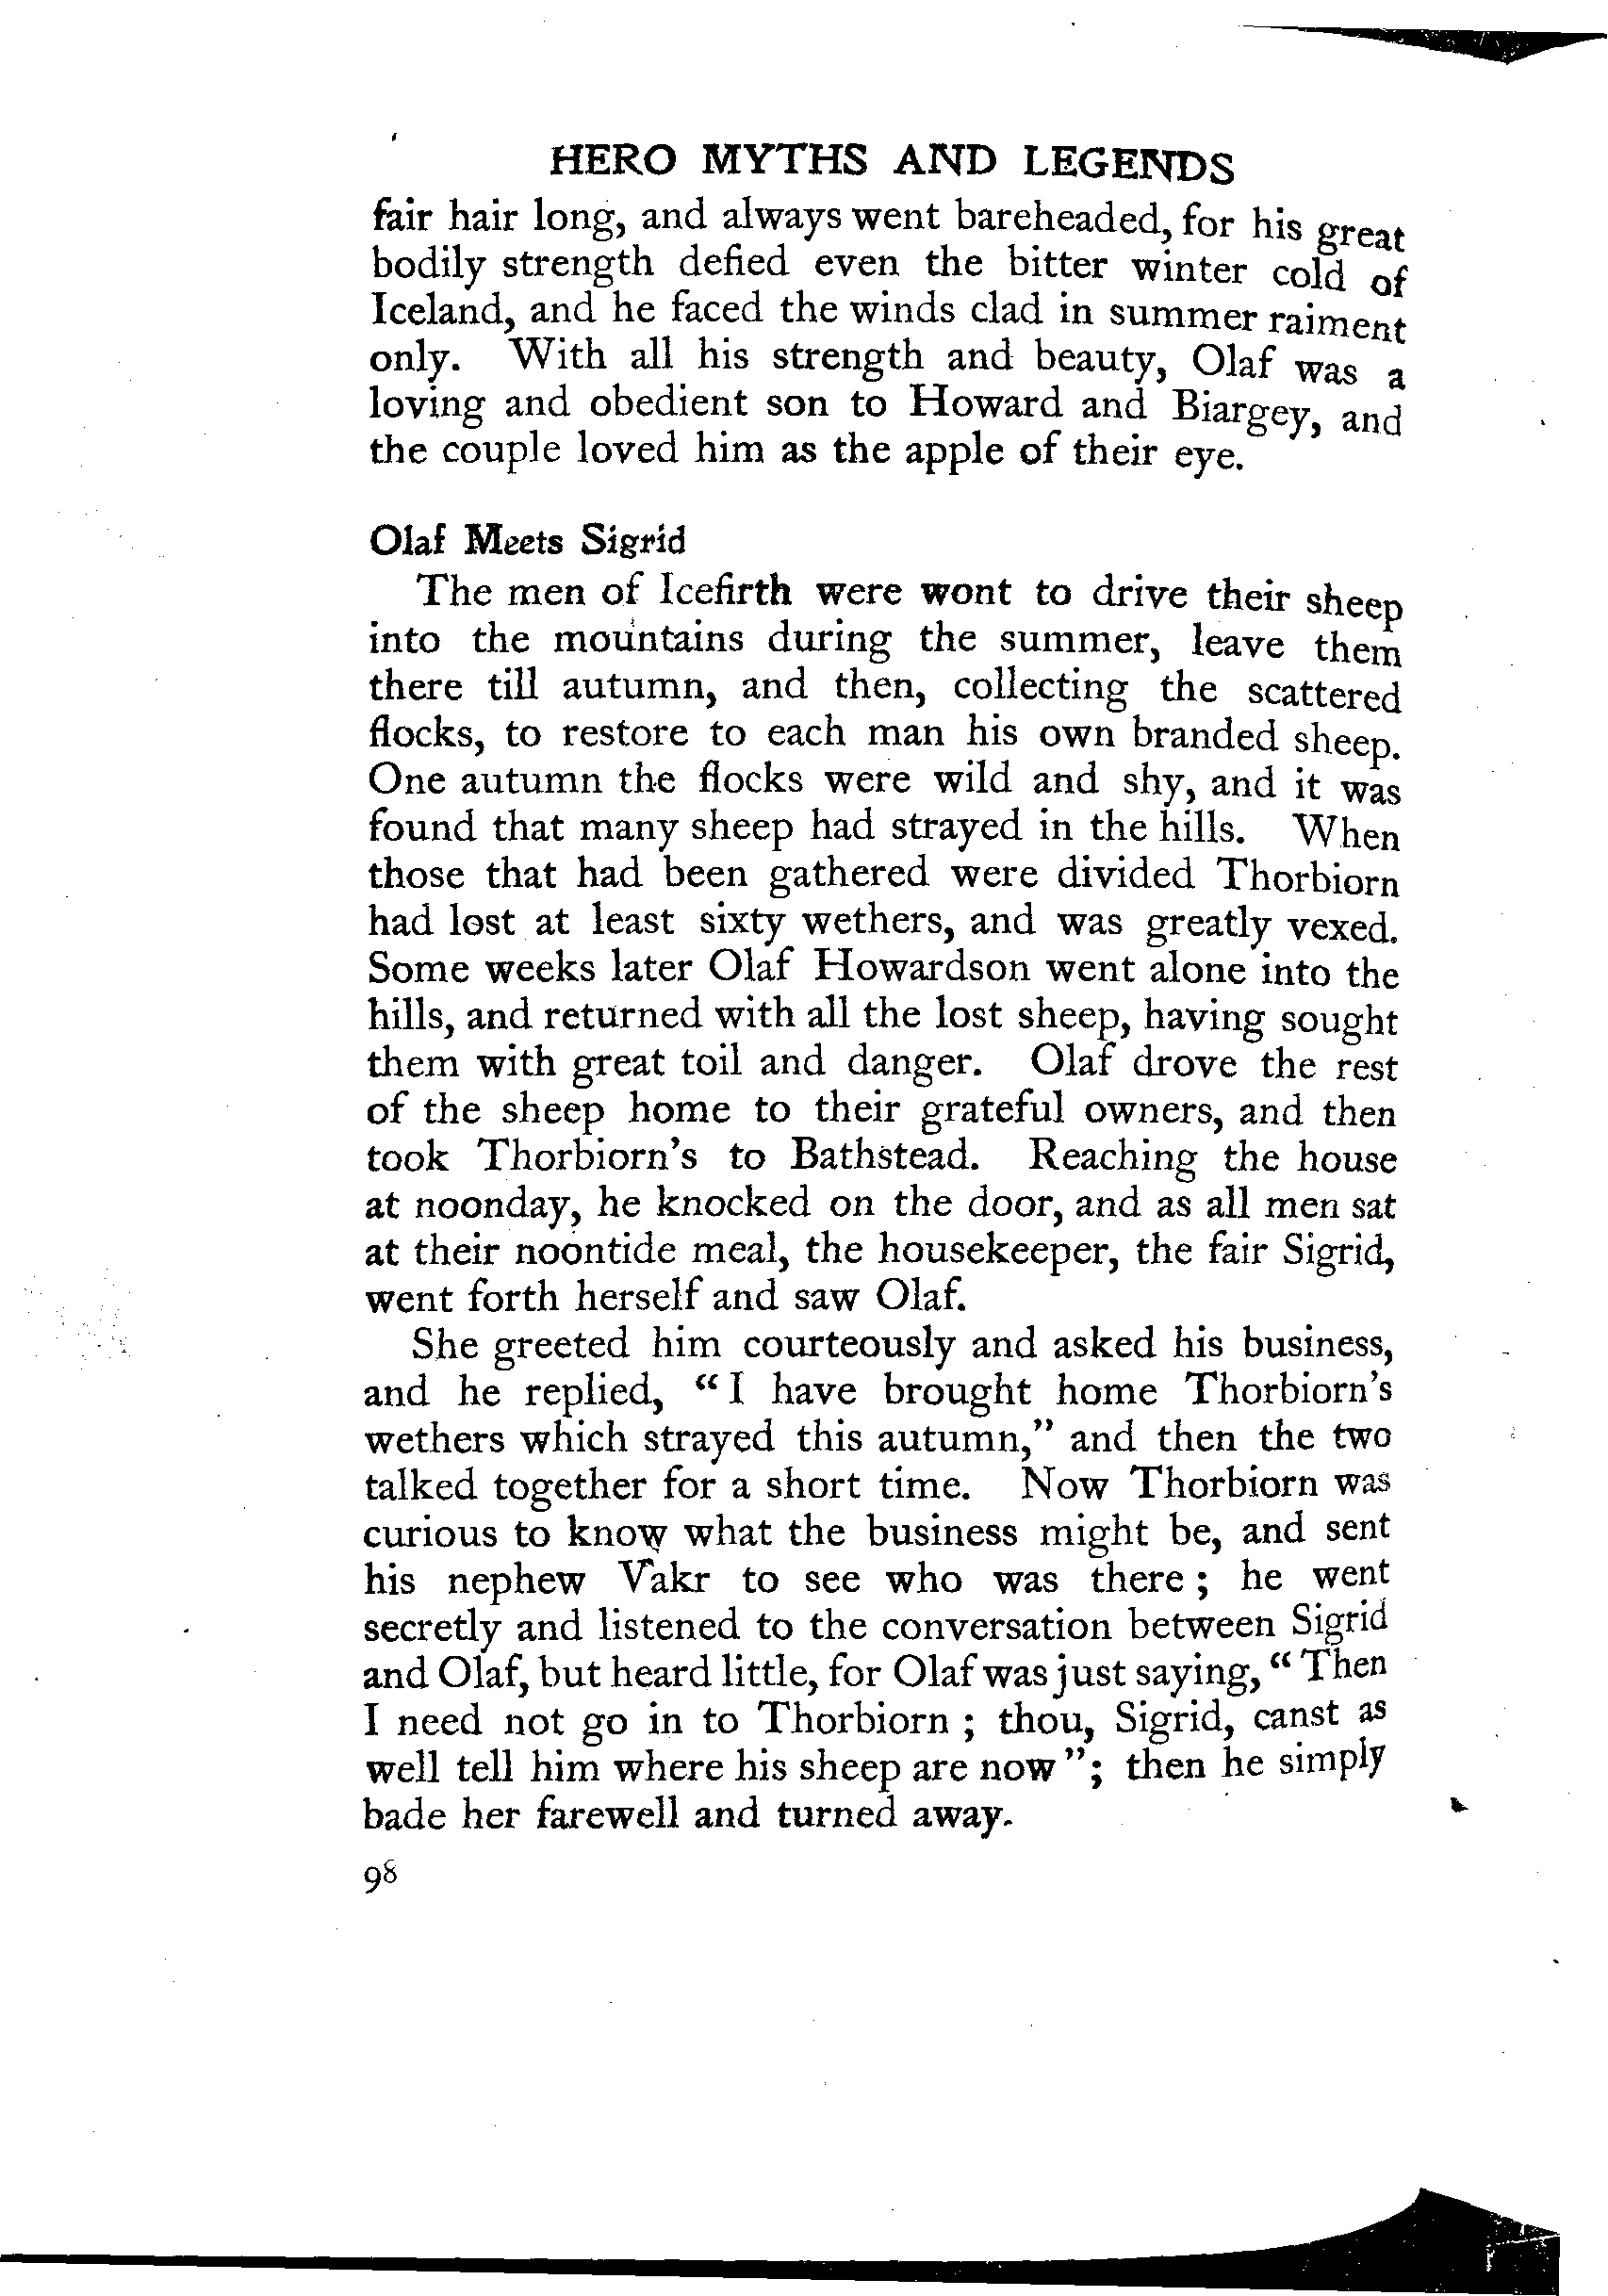 HERO MYTHS AND LEGENDS
fair hair long, and always went bareheaded, for his great
bodily strength defied even the bitter winter cold of
Iceland, and he faced the winds clad in summer raiment
only. With all his strength and beauty, Olaf was a
loving and obedient son to Howard and Biargey, and
the couple loved him as the apple of their eye.
Olaf Meets Sigrid
The men of Icefirth were wont to drive their sheep
into the mountains during the summer, leave them
there till autumn, and then, collecting the scattered
flocks, to restore to each man his own branded sheep.
One autumn the flocks were wild and shy, and it was
found that many sheep had strayed in the hills. When
those that had been gathered were divided Thorbiorn
had lost at least sixty wethers, and was greatly vexed.
Some weeks later Olaf Howardson went alone into the
hills, and returned with all the lost sheep, having sought
them with great toil and danger. Olaf drove the rest
of the sheep home to their grateful owners, and then
took Thorbiorn's to Bathstead. Reaching the house
at noonday, he knocked on the door, and as all men sat
at their noontide meal, the housekeeper, the fair Sigrid,
went forth herself and saw Olaf.
She greeted him courteously and asked his business,
and he replied, “I have brought home Thorbiorn's
wethers which strayed this autumn,” and then the two
talked together for a short time. Now Thorbiorn was
curious to know what the business might be, and sent
his nephew Vakr to see who was there; he went
secretly and listened to the conversation between Sigrid
and Olaf, but heard little, for Olaf was just saying, “Then
I need not go in to Thorbiorn; thou, Sigrid, canst as
well tell him where his sheep are now”; then he simply
bade her farewell and turned away.
98